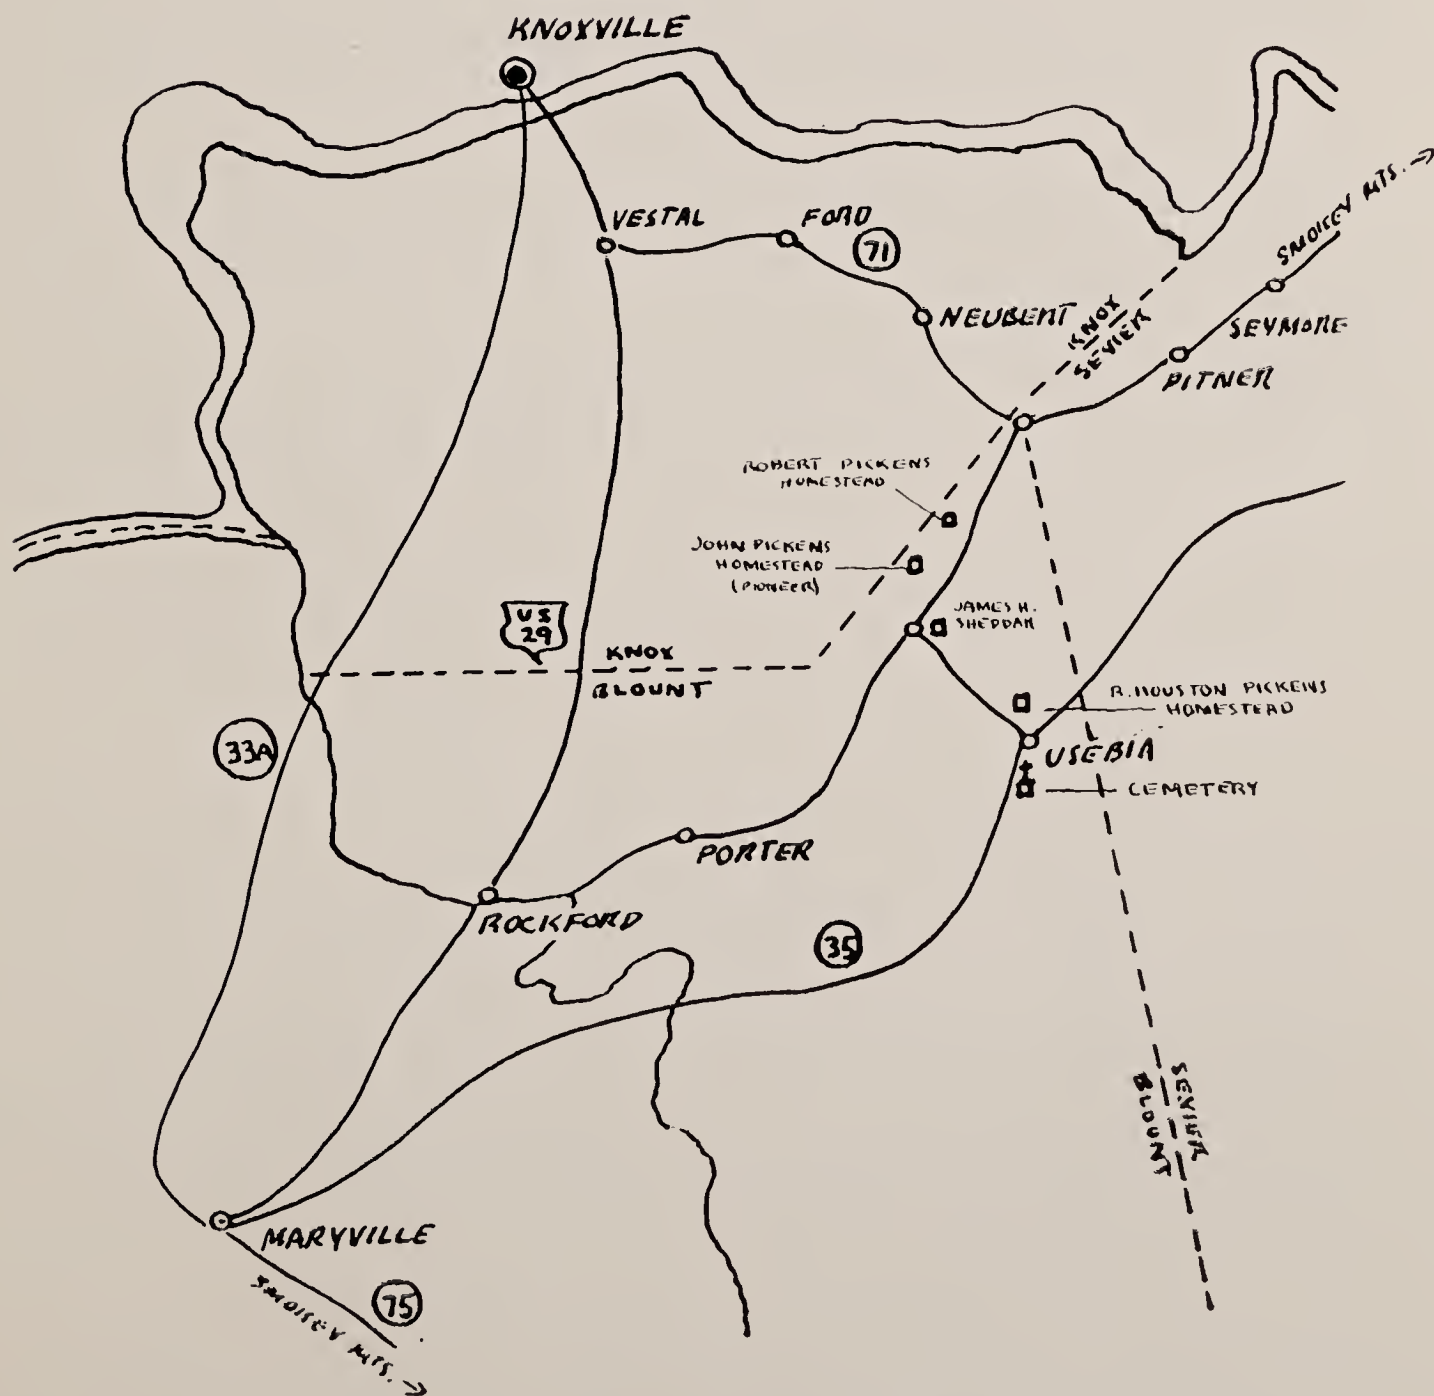 KNOXVILLE
SMOKEY MTS. →
VESTAL
FORD
71
NEUBERT
KNOX
SEVIER
SEYMORE
PITNER
ROBERT PICKENS
HOMESTEAD
JOHN PICKENS
HOMESTEAD
(PIONEER)
JAMES H.
SHEDDAN
US
29
KNOX
BLOUNT
R. HOUSTON PICKENS
HOMESTEAD
33A
USEBIA
CEMETERY
PORTER
ROCKFORD
35
SEVIER
BLOUNT
MARYVILLE
75
SMOKEY MTS. →